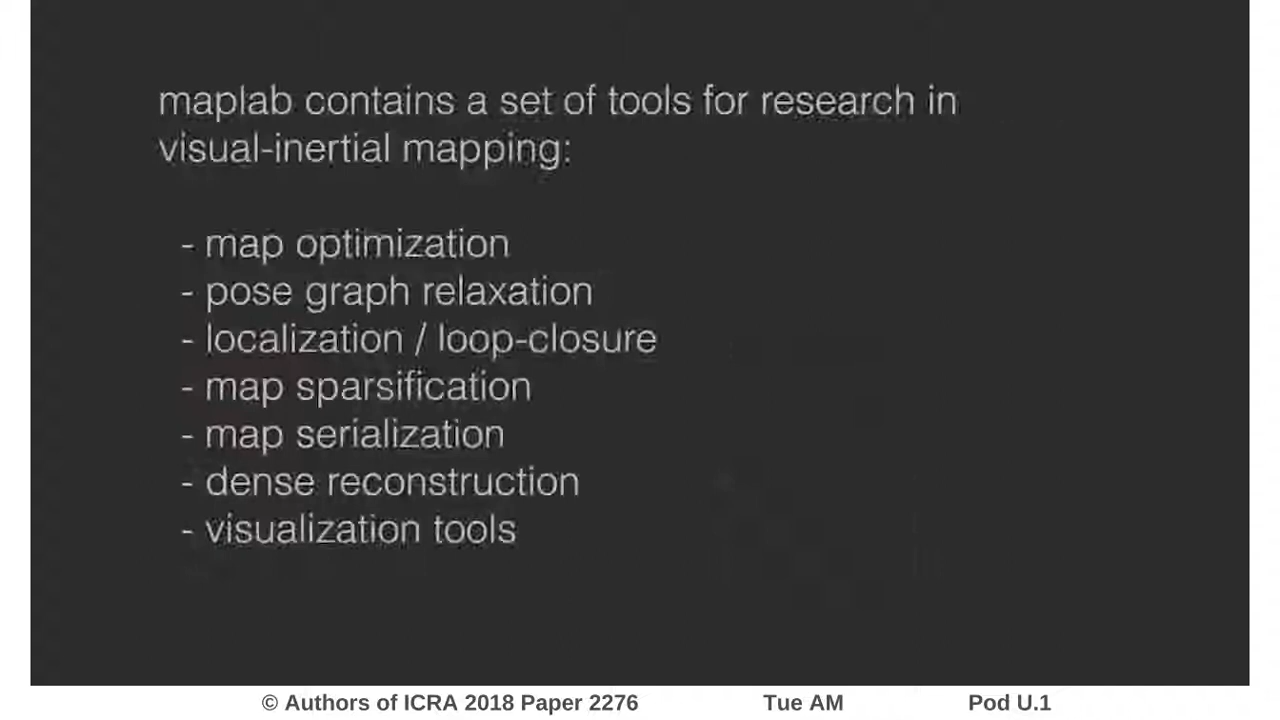 maplab contains a set of tools for research in
visual-inertial mapping:
- map optimization
- pose graph relaxation
- localization / loop-closure
- map sparsification
- map serialization
- dense reconstruction
- visualization tools
© Authors of ICRA 2018 Paper 2276 Tue AM Pod U.1